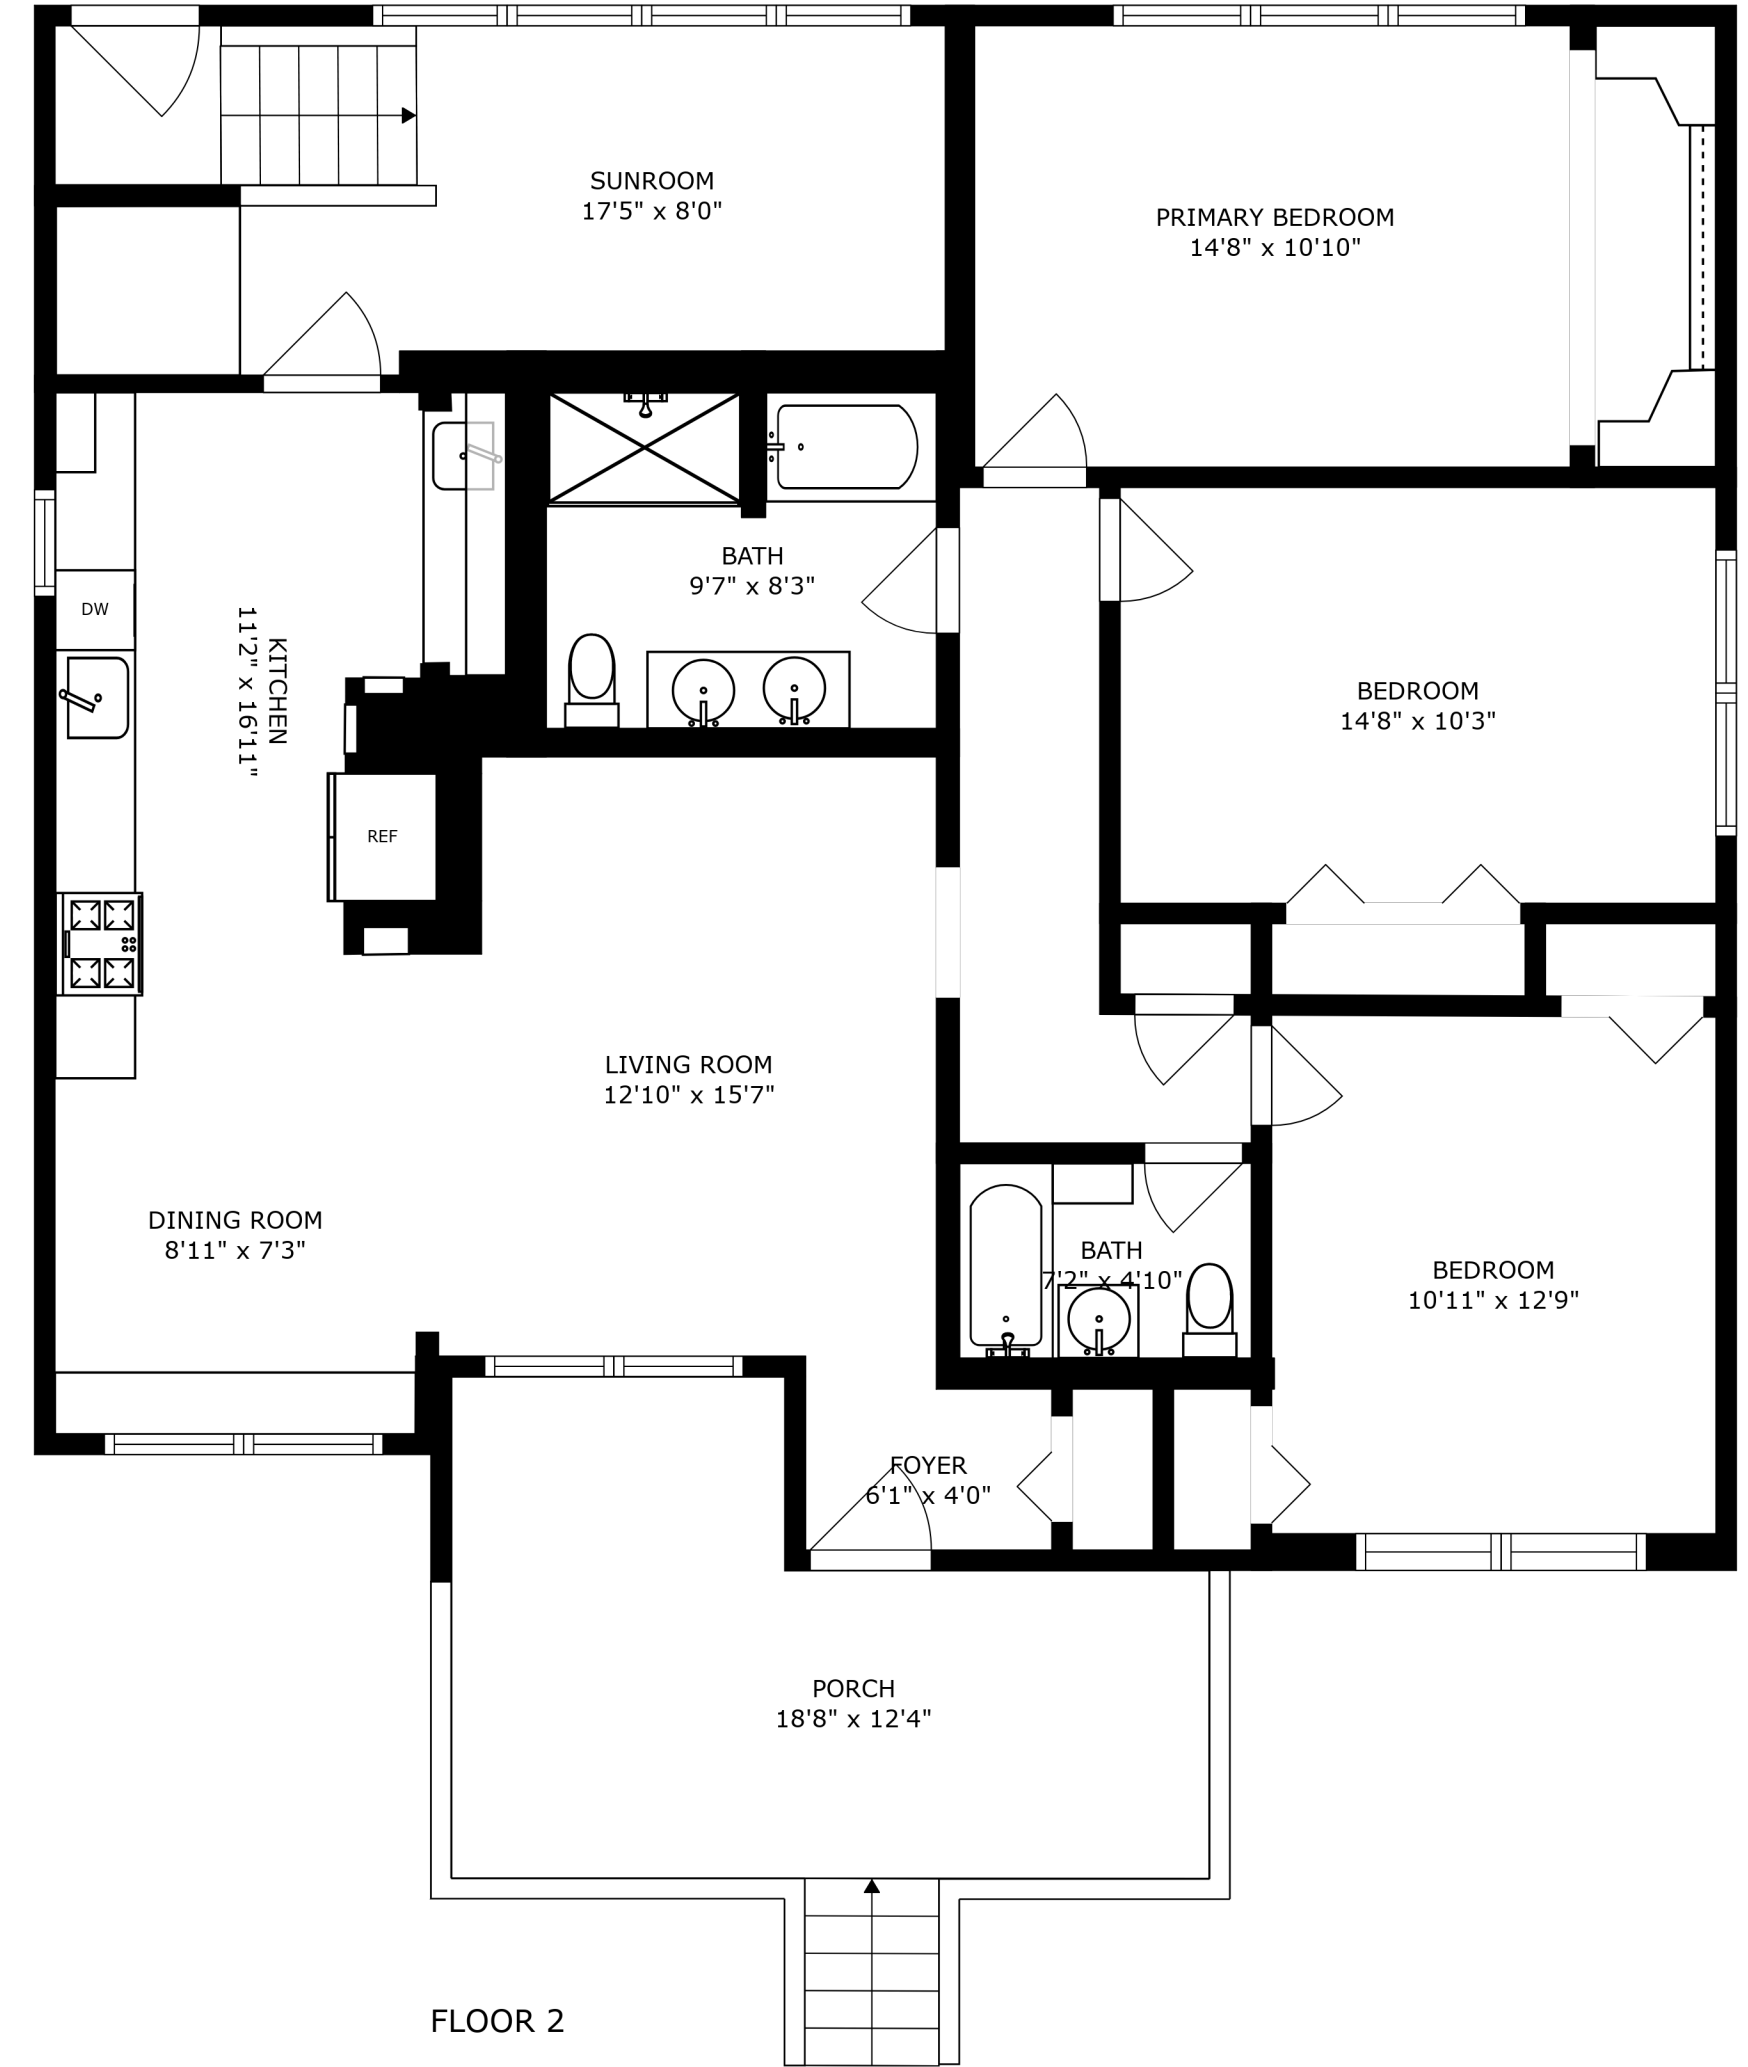 SUNROOM
17'5" x 8'0"
PRIMARY BEDROOM
14'8" x 10'10"
BATH
9'7" x 8'3"
DW
KITCHEN
11'2" x 16'11"
BEDROOM
14'8" x 10'3"
REF
LIVING ROOM
12'10" x 15'7"
DINING ROOM
8'11" x 7'3"
BATH
7'2" x 4'10"
BEDROOM
10'11" x 12'9"
FOYER
6'1" x 4'0"
PORCH
18'8" x 12'4"
FLOOR 2